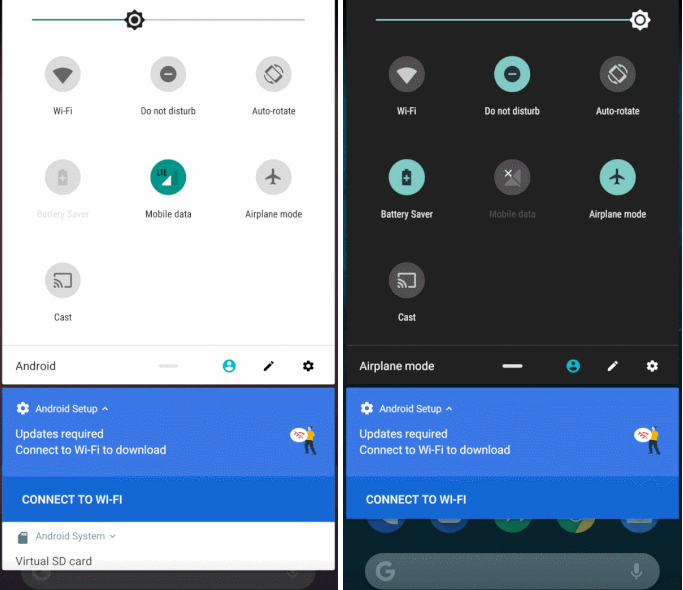 Wi-Fi
Do not disturb
Auto-rotate
Battery Saver
LTE
Mobile data
Airplane mode
Cast
Android
Android Setup
Updates required
Connect to Wi-Fi to download
CONNECT TO WI-FI
Android System
Virtual SD card
G
Wi-Fi
Do not disturb
Auto-rotate
Battery Saver
Mobile data
Airplane mode
Cast
Airplane mode
Android Setup
Updates required
Connect to Wi-Fi to download
CONNECT TO WI-FI
G